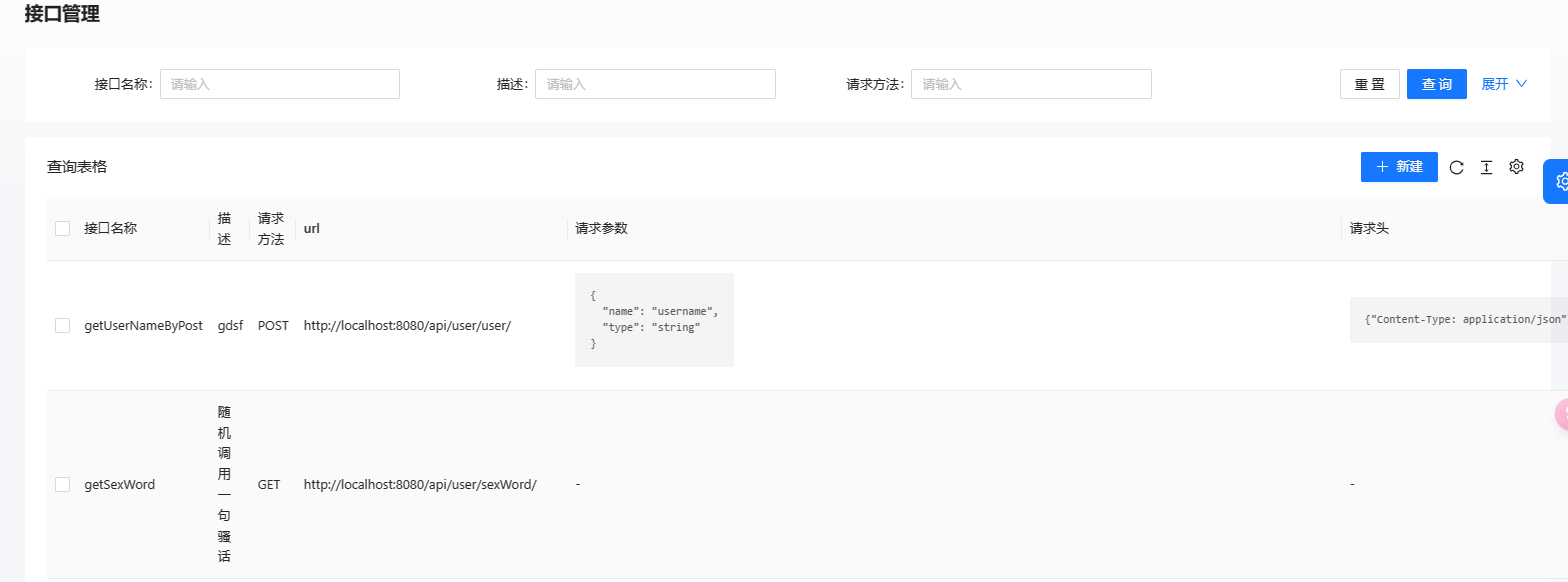 接口管理
接口名称: 请输入 描述: 请输入 请求方法: 请输入 重 置 查 询 展开
查询表格 新建
接口名称 描述 请求方法 url 请求参数 请求头
getUserNameByPost gdsf POST http://localhost:8080/api/user/user/
{
"name": "username",
"type": "string"
}
{"Content-Type: application/json"
getSexWord 随机调用一句骚话 GET http://localhost:8080/api/user/sexWord/ - -